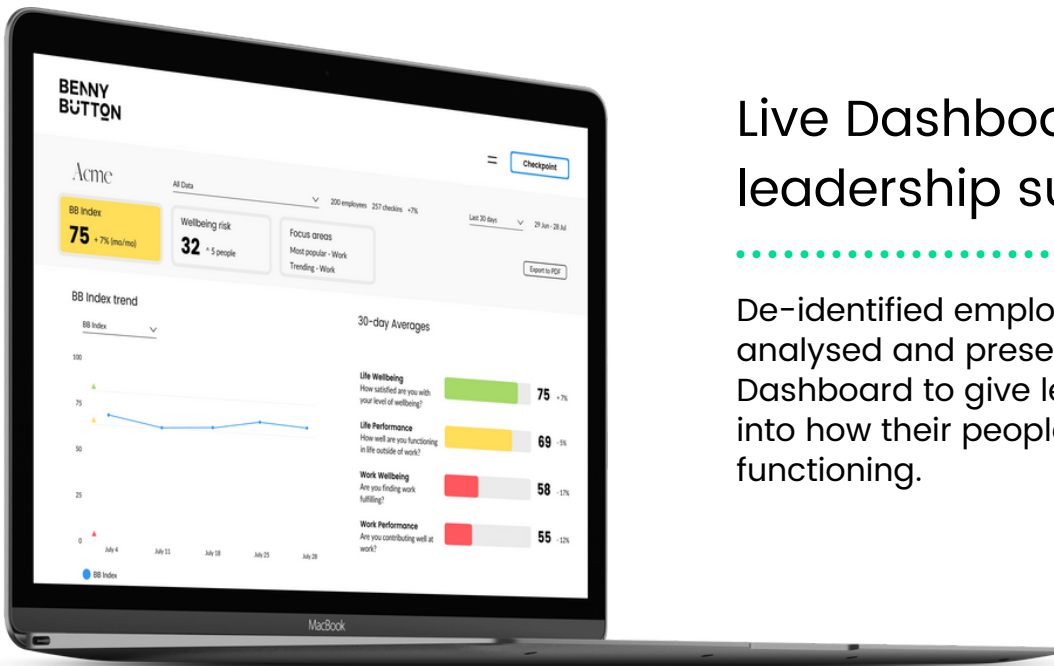 BENNY
BUTTON
Checkpoint
Acme
All Data
200 employees 257 checkins +7%
Last 30 days
29 Jun - 28 Jul
BB Index
75 +7% (mo/mo)
Wellbeing risk
32 ^ 5 people
Focus areas
Most popular - Work
Trending - Work
Export to PDF
BB Index trend
BB Index
100
75
50
25
0
July 4
July 11
July 18
July 25
July 28
BB Index
30-day Averages
Life Wellbeing
How satisfied are you with
your level of wellbeing?
75 +7%
Life Performance
How well are you functioning
in life outside of work?
69 -5%
Work Wellbeing
Are you finding work
fulfilling?
58 -17%
Work Performance
Are you contributing well at
work?
55 -12%
MacBook
Live Dashboa
leadership su
De-identified emplo
analysed and prese
Dashboard to give le
into how their people
functioning.